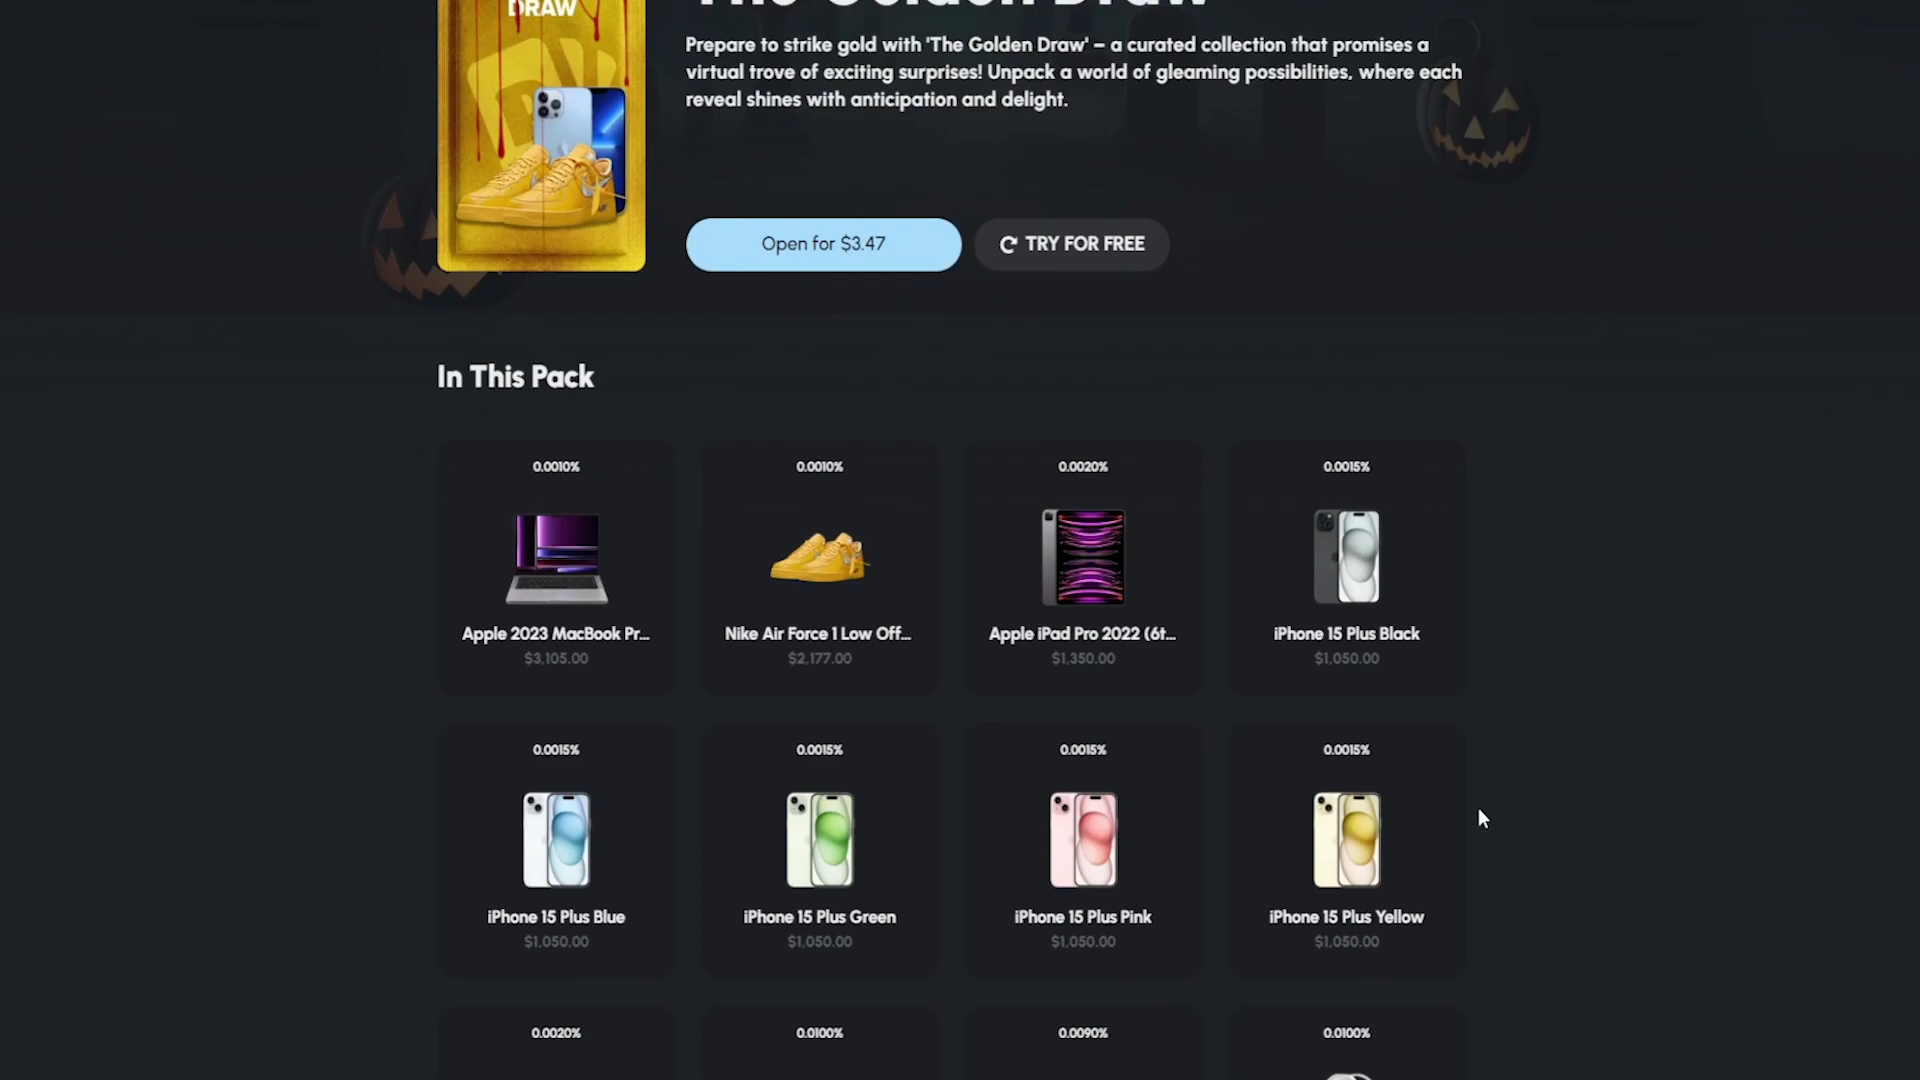 DRAW
The Golden Draw
Prepare to strike gold with 'The Golden Draw' – a curated collection that promises a
virtual trove of exciting surprises! Unpack a world of gleaming possibilities, where each
reveal shines with anticipation and delight.
Open for $3.47
TRY FOR FREE
In This Pack
0.0010%
0.0010%
0.0020%
0.0015%
Apple 2023 MacBook Pr...
Nike Air Force 1 Low Off...
Apple iPad Pro 2022 (6t...
iPhone 15 Plus Black
$3,105.00
$2,177.00
$1,350.00
$1,050.00
0.0015%
0.0015%
0.0015%
0.0015%
iPhone 15 Plus Blue
iPhone 15 Plus Green
iPhone 15 Plus Pink
iPhone 15 Plus Yellow
$1,050.00
$1,050.00
$1,050.00
$1,050.00
0.0020%
0.0100%
0.0090%
0.0100%